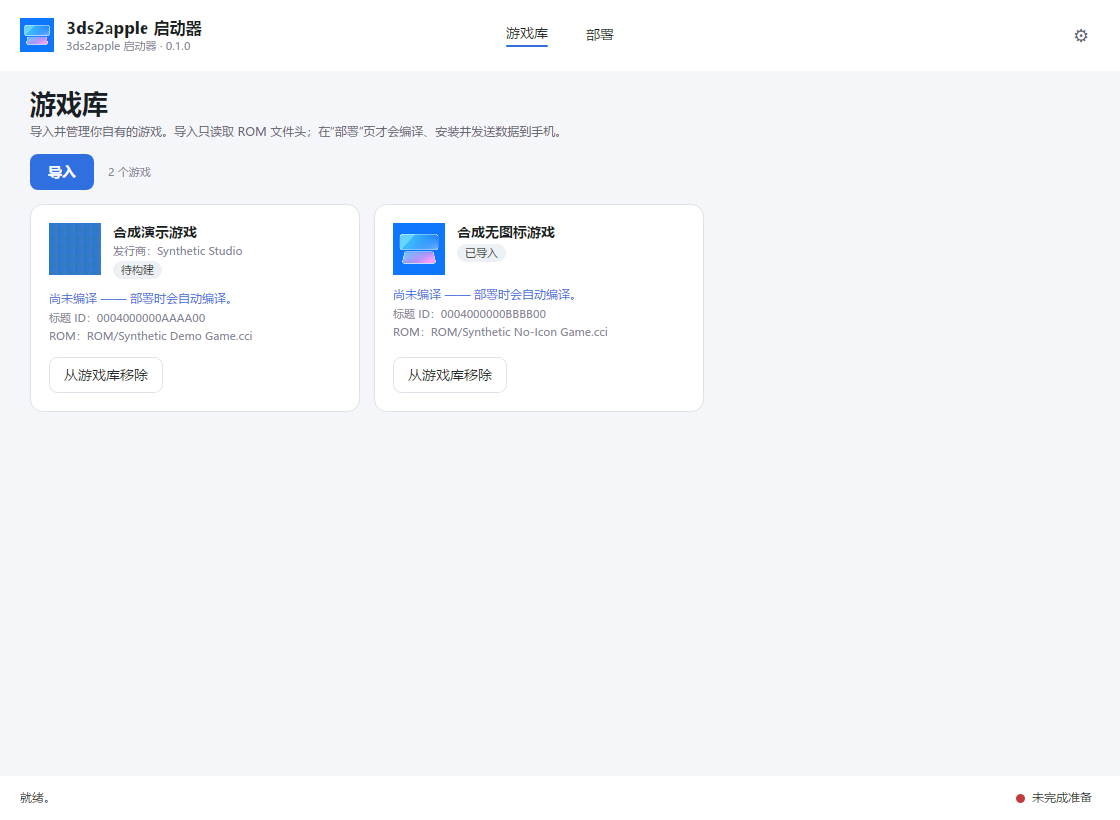 3ds2apple 启动器
3ds2apple 启动器 · 0.1.0
游戏库
部署
游戏库
导入并管理你自有的游戏。导入只读取 ROM 文件头；在“部署”页才会编译、安装并发送数据到手机。
导入
2 个游戏
合成演示游戏
发行商：Synthetic Studio
待构建
尚未编译 —— 部署时会自动编译。
标题 ID：0004000000AAAA00
ROM：ROM/Synthetic Demo Game.cci
从游戏库移除
合成无图标游戏
已导入
尚未编译 —— 部署时会自动编译。
标题 ID：0004000000BBBB00
ROM：ROM/Synthetic No-Icon Game.cci
从游戏库移除
就绪。
未完成准备